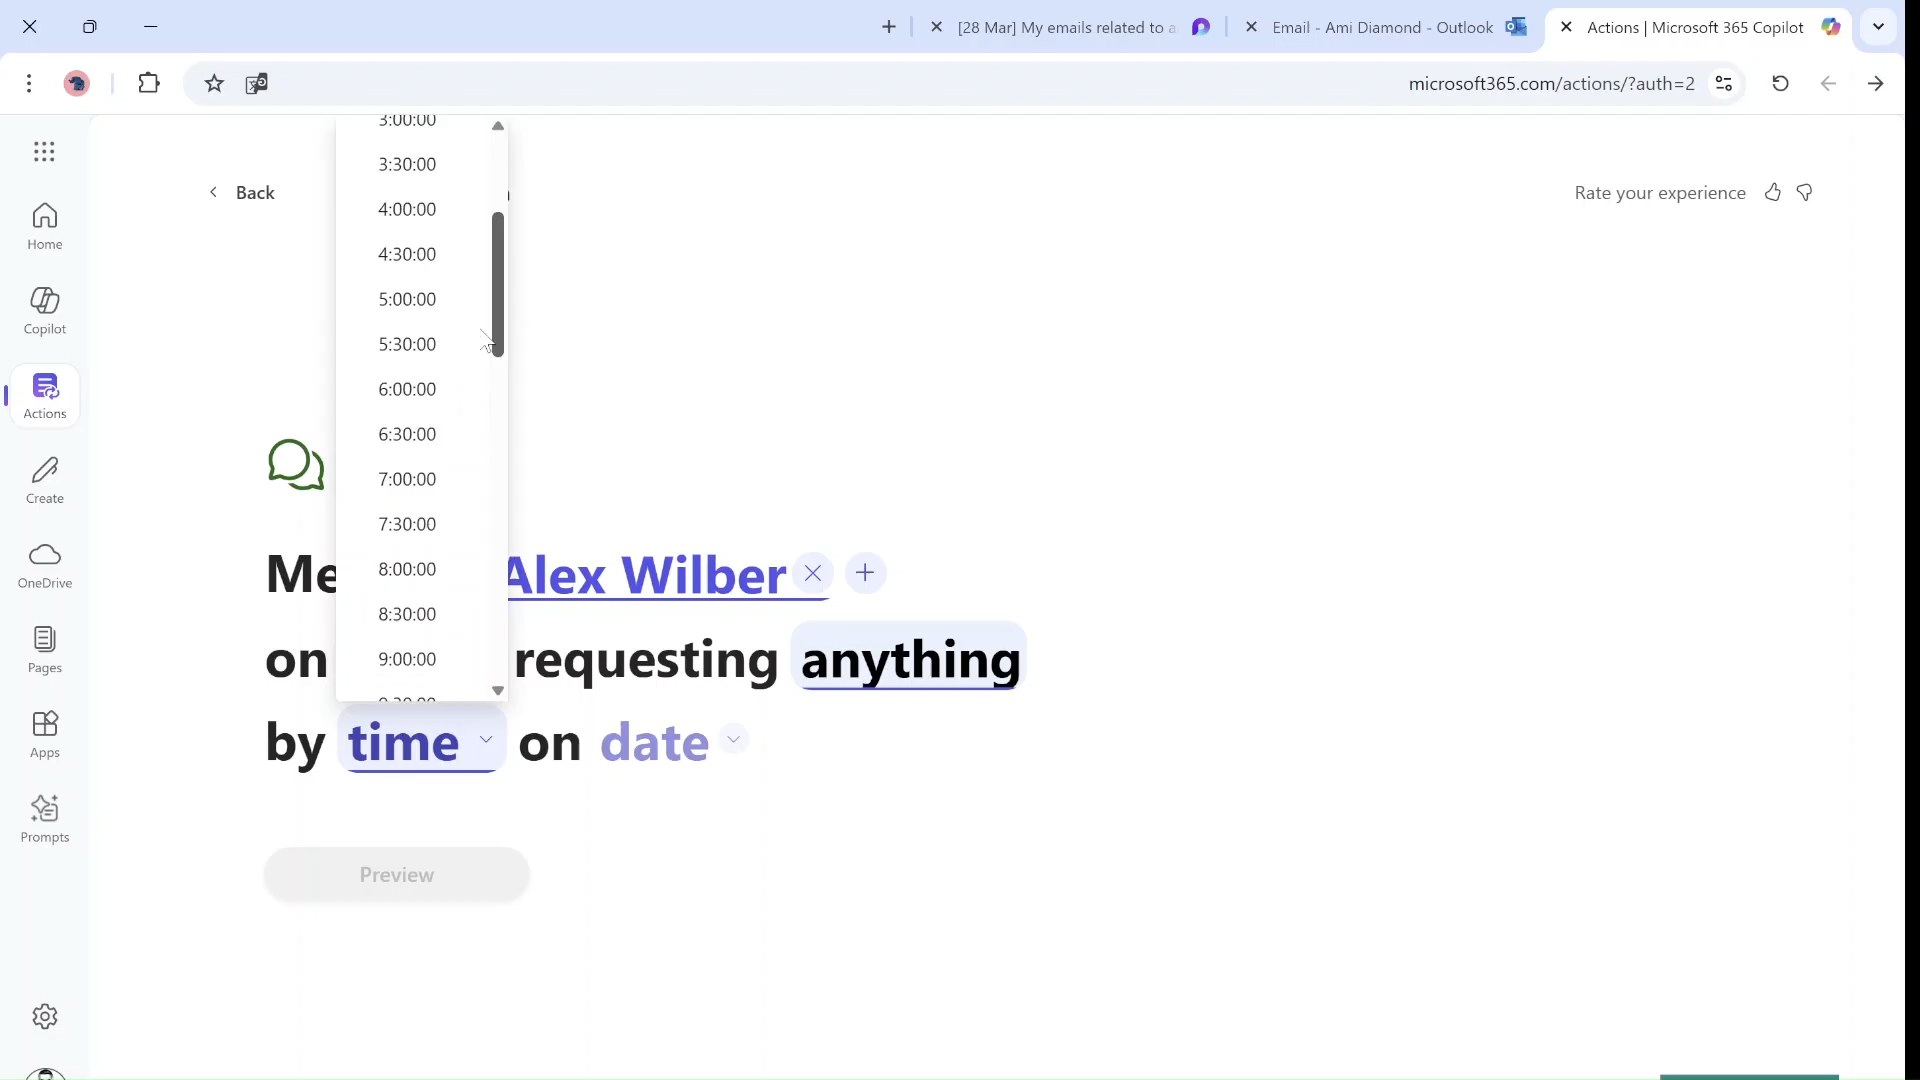 [28 Mar] My emails related to a
Email - Ami Diamond - Outlook
Actions | Microsoft 365 Copilot
microsoft365.com/actions/?auth=2
Home
Copilot
Actions
Create
OneDrive
Pages
Apps
Prompts
Back
Rate your experience
3:00:00
3:30:00
4:00:00
4:30:00
5:00:00
5:30:00
6:00:00
6:30:00
7:00:00
7:30:00
8:00:00
8:30:00
9:00:00
9:30:00
Me Alex Wilber
on requesting anything
by time on date
Preview